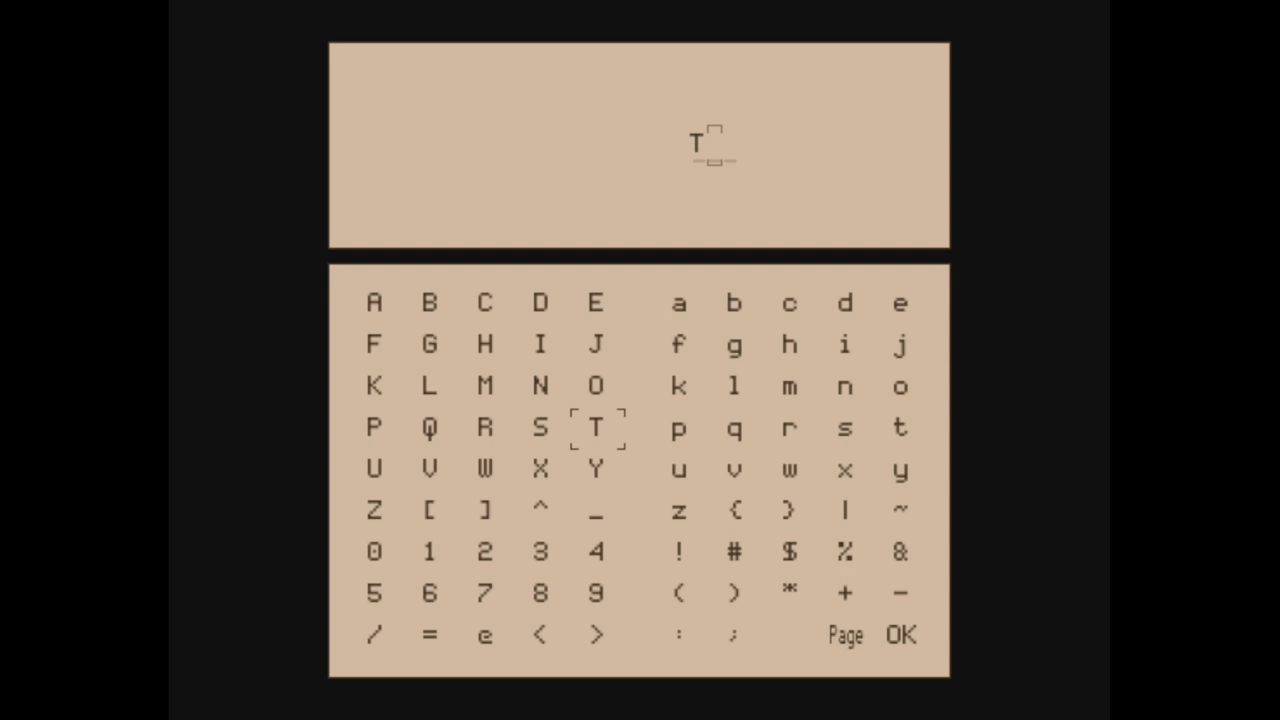 T
A B C D E a b c d e
F G H I J f g h i j
K L M N O k l m n o
P Q R S T p q r s t
U V W X Y u v w x y
Z [ ] ^ _ z { } | ~
0 1 2 3 4 ! # $ % &
5 6 7 8 9 ( ) * + -
/ = @ < > : ; Page OK